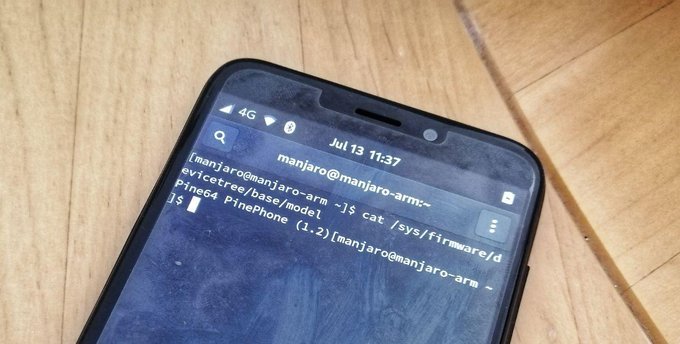 4G
Jul 13 11:37
manjaro@manjaro-arm:~
[manjaro@manjaro-arm ~]$ cat /sys/firmware/d
evicetree/base/model
Pine64 PinePhone (1.2)[manjaro@manjaro-arm ~
]$